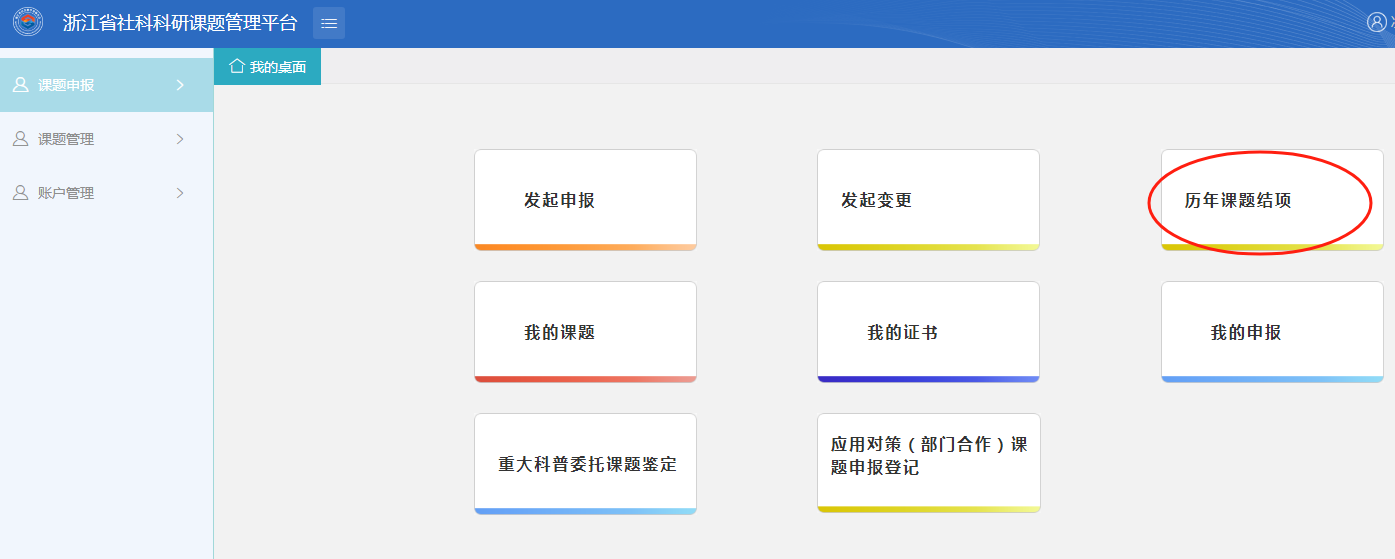 浙江省社科科研课题管理平台
我的桌面
课题申报
课题管理
账户管理
发起申报
发起变更
历年课题结项
我的课题
我的证书
我的申报
重大科普委托课题鉴定
应用对策（部门合作）课
题申报登记